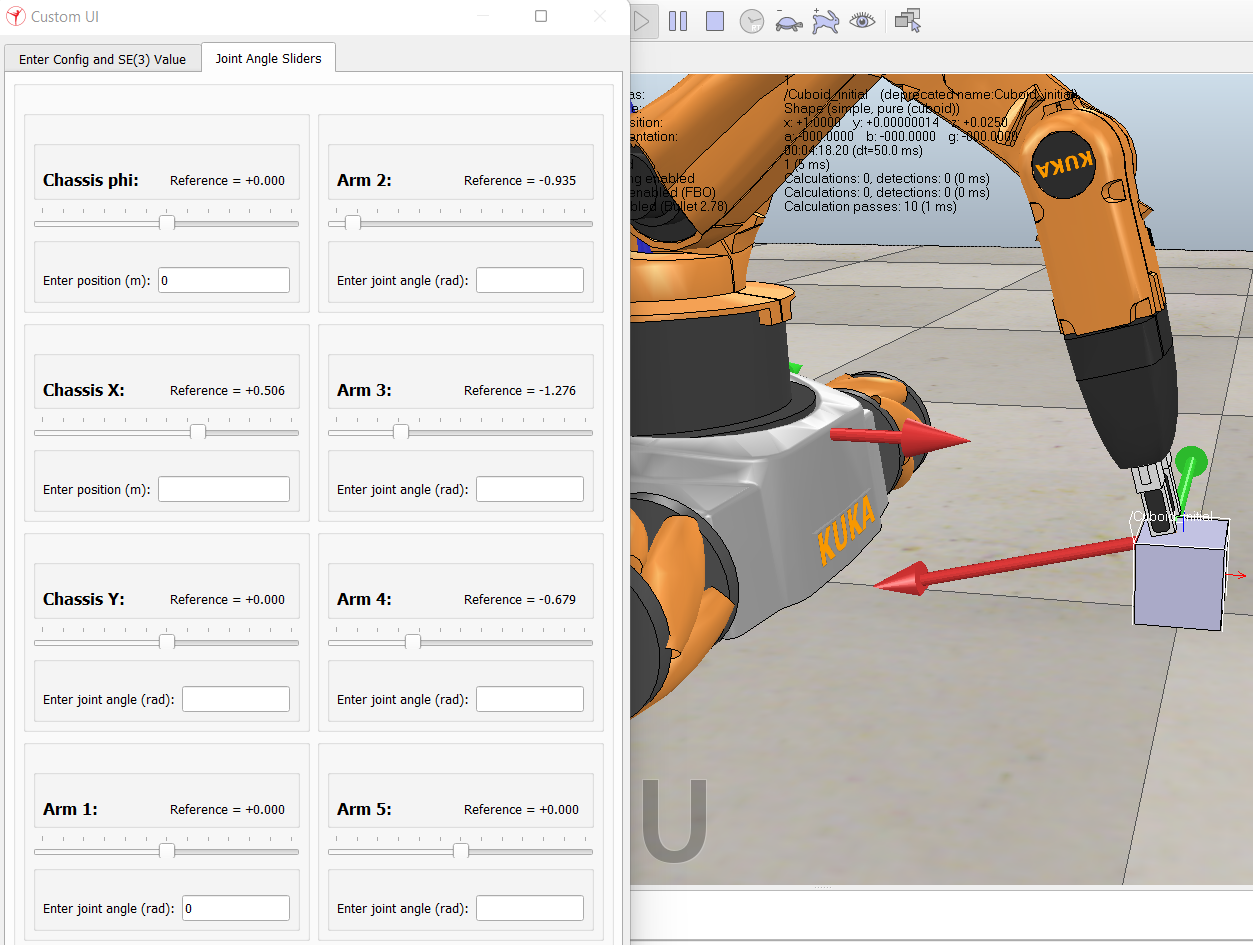 Custom UI
Enter Config and SE(3) Value
Joint Angle Sliders
Chassis phi: Reference = +0.000
Enter position (m): 0
Arm 2: Reference = -0.935
Enter joint angle (rad):
Chassis X: Reference = +0.506
Enter position (m):
Arm 3: Reference = -1.276
Enter joint angle (rad):
Chassis Y: Reference = +0.000
Enter joint angle (rad):
Arm 4: Reference = -0.679
Enter joint angle (rad):
Arm 1: Reference = +0.000
Enter joint angle (rad): 0
Arm 5: Reference = +0.000
Enter joint angle (rad):
as: /Cuboid_initial (deprecated name:Cuboid_initial)
e: Shape (simple, pure (cuboid))
sition: x: +1.0000 y: +0.00000014 z: +0.0250
entation: a: -000.0000 b: -000.0000 g: -000.0000
00:04:18.20 (dt=50.0 ms)
1 (5 ms)
ng enabled Calculations: 0, detections: 0 (0 ms)
enabled (FBO) Calculations: 0, detections: 0 (0 ms)
bled (Bullet 2.78) Calculation passes: 10 (1 ms)
KUKA
KUKA
/Cuboid_initial
U